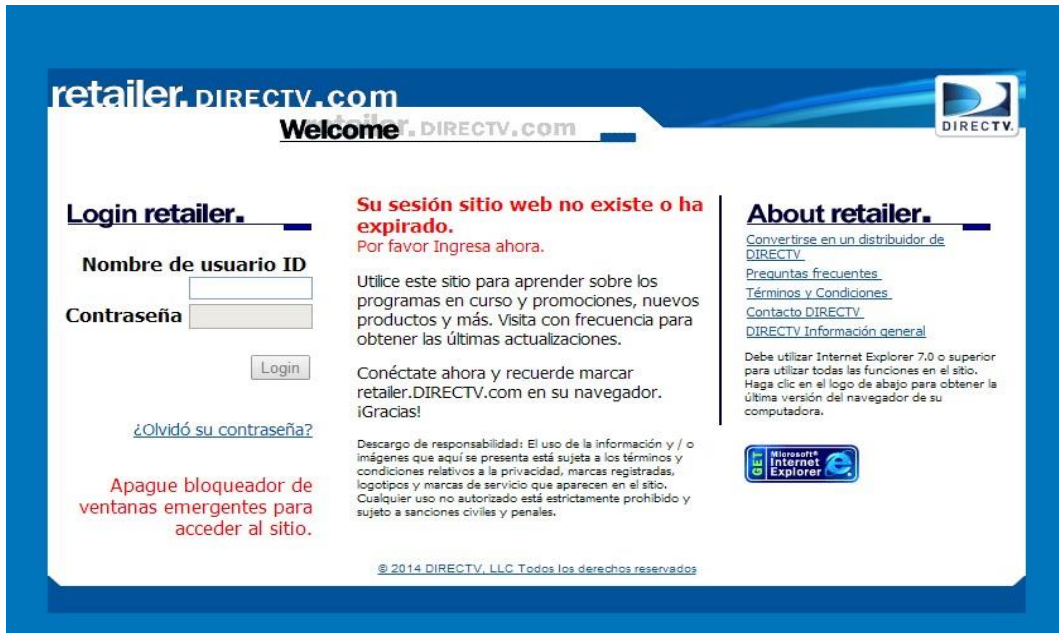 retailer.DIRECTV.com
Welcome
retailer.DIRECTV.com
DIRECTV.
Login retailer.
Nombre de usuario ID
Contraseña
Login
¿Olvidó su contraseña?
Apague bloqueador de
ventanas emergentes para
acceder al sitio.
Su sesión sitio web no existe o ha
expirado.
Por favor Ingresa ahora.
Utilice este sitio para aprender sobre los
programas en curso y promociones, nuevos
productos y más. Visita con frecuencia para
obtener las últimas actualizaciones.
Conéctate ahora y recuerde marcar
retailer.DIRECTV.com en su navegador.
¡Gracias!
Descargo de responsabilidad: El uso de la información y / o
imágenes que aquí se presenta está sujeta a los términos y
condiciones relativos a la privacidad, marcas registradas,
logotipos y marcas de servicio que aparecen en el sitio.
Cualquier uso no autorizado está estrictamente prohibido y
sujeto a sanciones civiles y penales.
About retailer.
Convertirse en un distribuidor de
DIRECTV
Preguntas frecuentes
Términos y Condiciones
Contacto DIRECTV
DIRECTV Información general
Debe utilizar Internet Explorer 7.0 o superior
para utilizar todas las funciones en el sitio.
Haga clic en el logo de abajo para obtener la
última versión del navegador de su
computadora.
GET
Microsoft®
Internet
Explorer
© 2014 DIRECTV, LLC Todos los derechos reservados